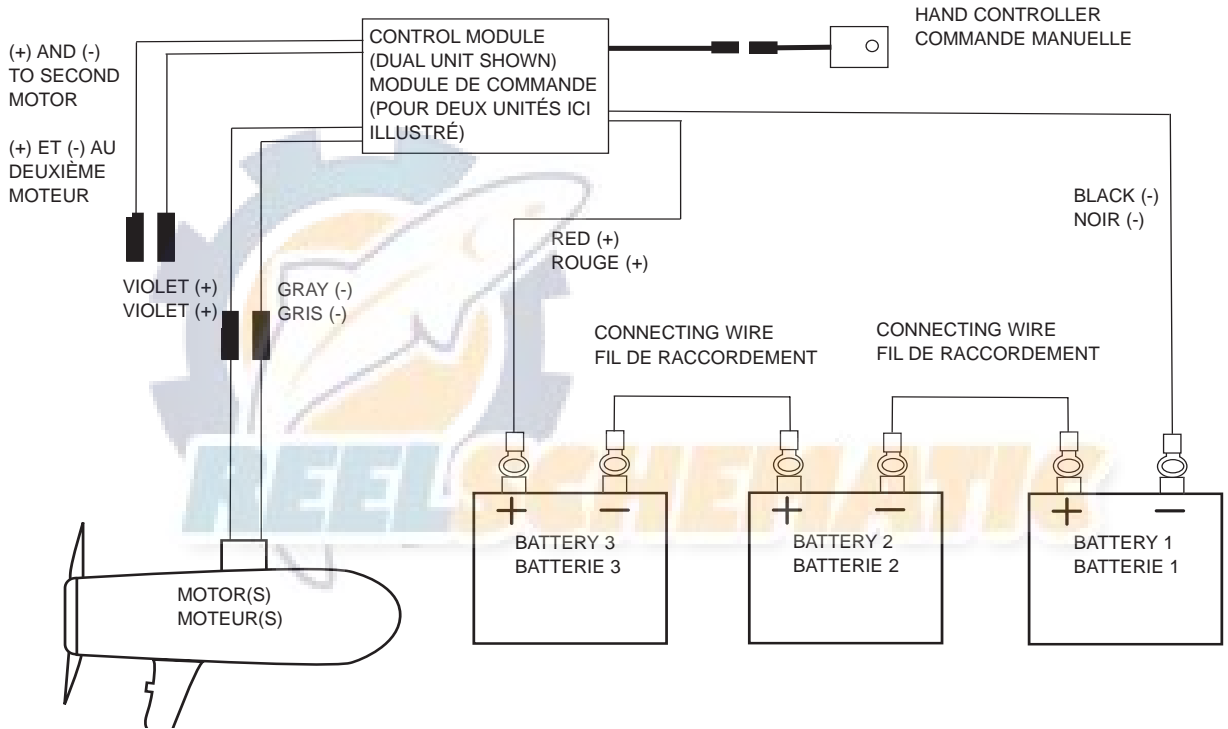 (+) AND (-)
TO SECOND
MOTOR
(+) ET (-) AU
DEUXIÈME
MOTEUR
CONTROL MODULE
(DUAL UNIT SHOWN)
MODULE DE COMMANDE
(POUR DEUX UNITÉS ICI
ILLUSTRÉ)
HAND CONTROLLER
COMMANDE MANUELLE
BLACK (-)
NOIR (-)
RED (+)
ROUGE (+)
VIOLET (+)
VIOLET (+)
GRAY (-)
GRIS (-)
CONNECTING WIRE
FIL DE RACCORDEMENT
CONNECTING WIRE
FIL DE RACCORDEMENT
REELSCHEMATIC
+ –
BATTERY 3
BATTERIE 3
+ –
BATTERY 2
BATTERIE 2
+ –
BATTERY 1
BATTERIE 1
MOTOR(S)
MOTEUR(S)